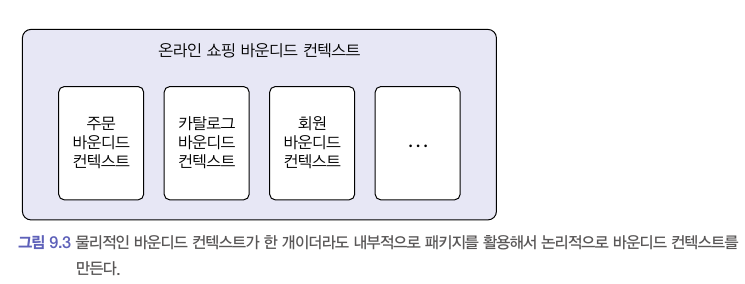 온라인 쇼핑 바운디드 컨텍스트
주문
바운디드
컨텍스트
카탈로그
바운디드
컨텍스트
회원
바운디드
컨텍스트
...
그림 9.3 물리적인 바운디드 컨텍스트가 한 개이더라도 내부적으로 패키지를 활용해서 논리적으로 바운디드 컨텍스트를
만든다.